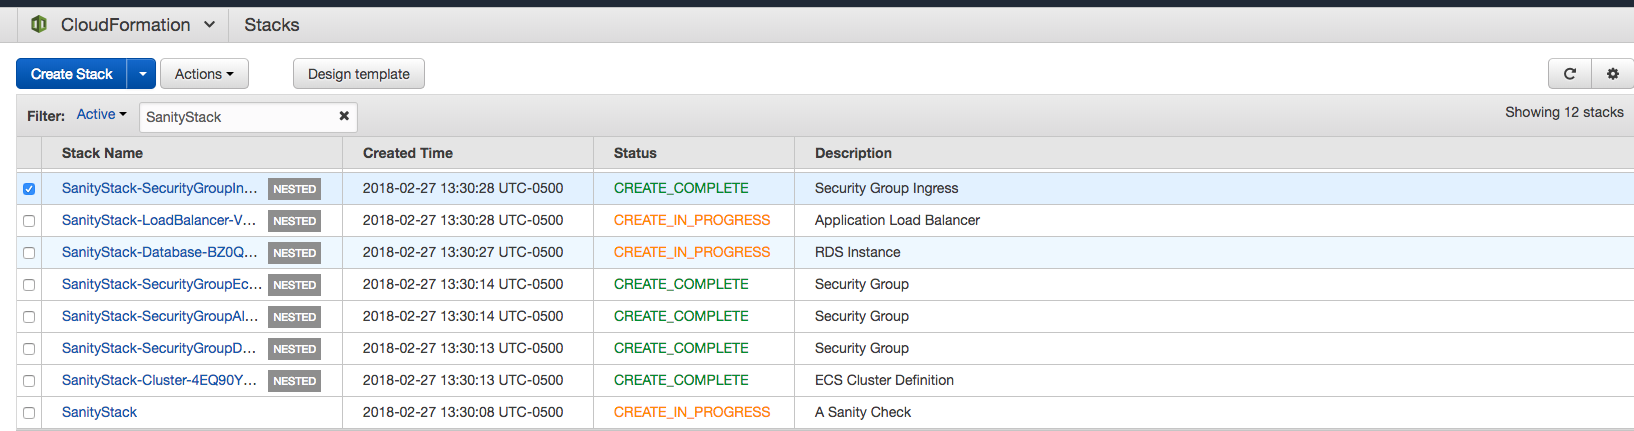 CloudFormation Stacks
Create Stack Actions Design template
Filter: Active SanityStack Showing 12 stacks
Stack Name Created Time Status Description
SanityStack-SecurityGroupIn... NESTED 2018-02-27 13:30:28 UTC-0500 CREATE_COMPLETE Security Group Ingress
SanityStack-LoadBalancer-V... NESTED 2018-02-27 13:30:28 UTC-0500 CREATE_IN_PROGRESS Application Load Balancer
SanityStack-Database-BZ0Q... NESTED 2018-02-27 13:30:27 UTC-0500 CREATE_IN_PROGRESS RDS Instance
SanityStack-SecurityGroupEc... NESTED 2018-02-27 13:30:14 UTC-0500 CREATE_COMPLETE Security Group
SanityStack-SecurityGroupAl... NESTED 2018-02-27 13:30:14 UTC-0500 CREATE_COMPLETE Security Group
SanityStack-SecurityGroupD... NESTED 2018-02-27 13:30:13 UTC-0500 CREATE_COMPLETE Security Group
SanityStack-Cluster-4EQ90Y... NESTED 2018-02-27 13:30:13 UTC-0500 CREATE_COMPLETE ECS Cluster Definition
SanityStack 2018-02-27 13:30:08 UTC-0500 CREATE_IN_PROGRESS A Sanity Check